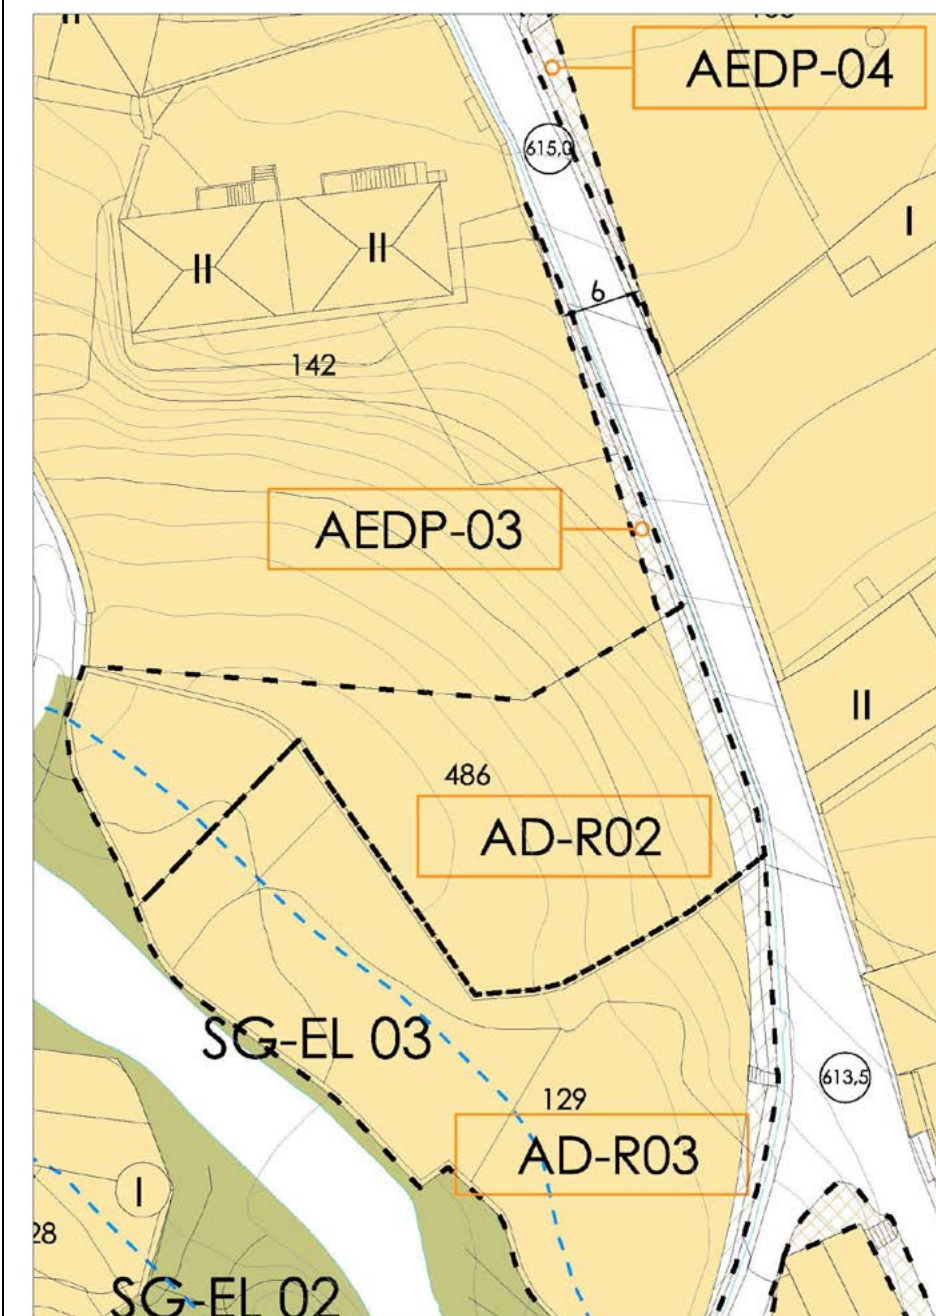 II
AEDP-04
615,0
I
II
II
6
142
AEDP-03
II
486
AD-R02
SG-EL 03
613,5
129
AD-R03
I
28
SG-EL 02